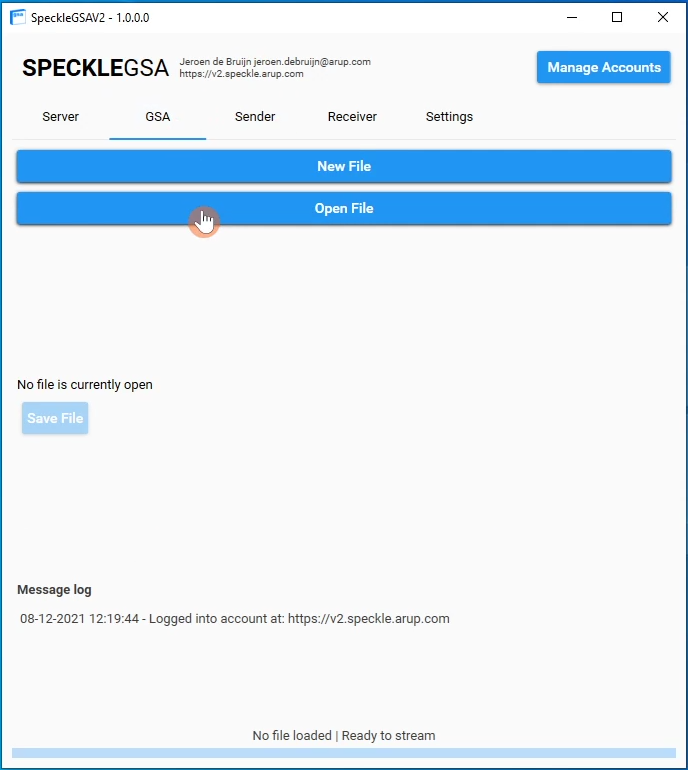 SpeckleGSAV2 - 1.0.0.0
SPECKLEGSA
Jeroen de Bruijn jeroen.debruijn@arup.com
https://v2.speckle.arup.com
Manage Accounts
Server
GSA
Sender
Receiver
Settings
New File
Open File
No file is currently open
Save File
Message log
08-12-2021 12:19:44 - Logged into account at: https://v2.speckle.arup.com
No file loaded | Ready to stream